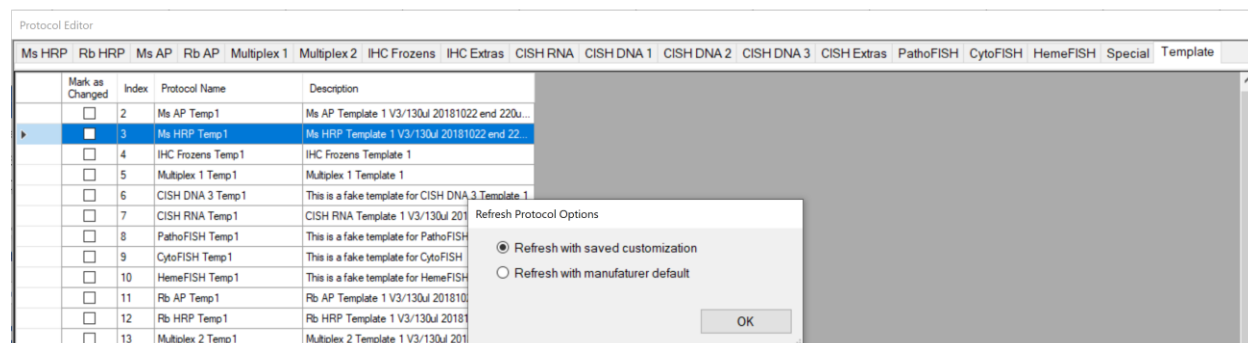 Protocol Editor
Ms HRP Rb HRP Ms AP Rb AP Multiplex 1 Multiplex 2 IHC Frozens IHC Extras CISH RNA CISH DNA 1 CISH DNA 2 CISH DNA 3 CISH Extras PathoFISH CytoFISH HemeFISH Special Template
Mark as Changed Index Protocol Name Description
2 Ms AP Temp1 Ms AP Template 1 V3/130ul 20181022 end 220u...
3 Ms HRP Temp1 Ms HRP Template 1 V3/130ul 20181022 end 22...
4 IHC Frozens Temp1 IHC Frozens Template 1
5 Multiplex 1 Temp1 Multiplex 1 Template 1
6 CISH DNA 3 Temp1 This is a fake template for CISH DNA 3 Template 1
7 CISH RNA Temp1 CISH RNA Template 1 V3/130ul 201
8 PathoFISH Temp1 This is a fake template for PathoFISH
9 CytoFISH Temp1 This is a fake template for CytoFISH
10 HemeFISH Temp1 This is a fake template for HemeFISH
11 Rb AP Temp1 Rb AP Template 1 V3/130ul 201810
12 Rb HRP Temp1 Rb HRP Template 1 V3/130ul 20181
13 Multiplex 2 Temp1 Multiplex 2 Template 1 V3/130ul 201
Refresh Protocol Options
Refresh with saved customization
Refresh with manufaturer default
OK